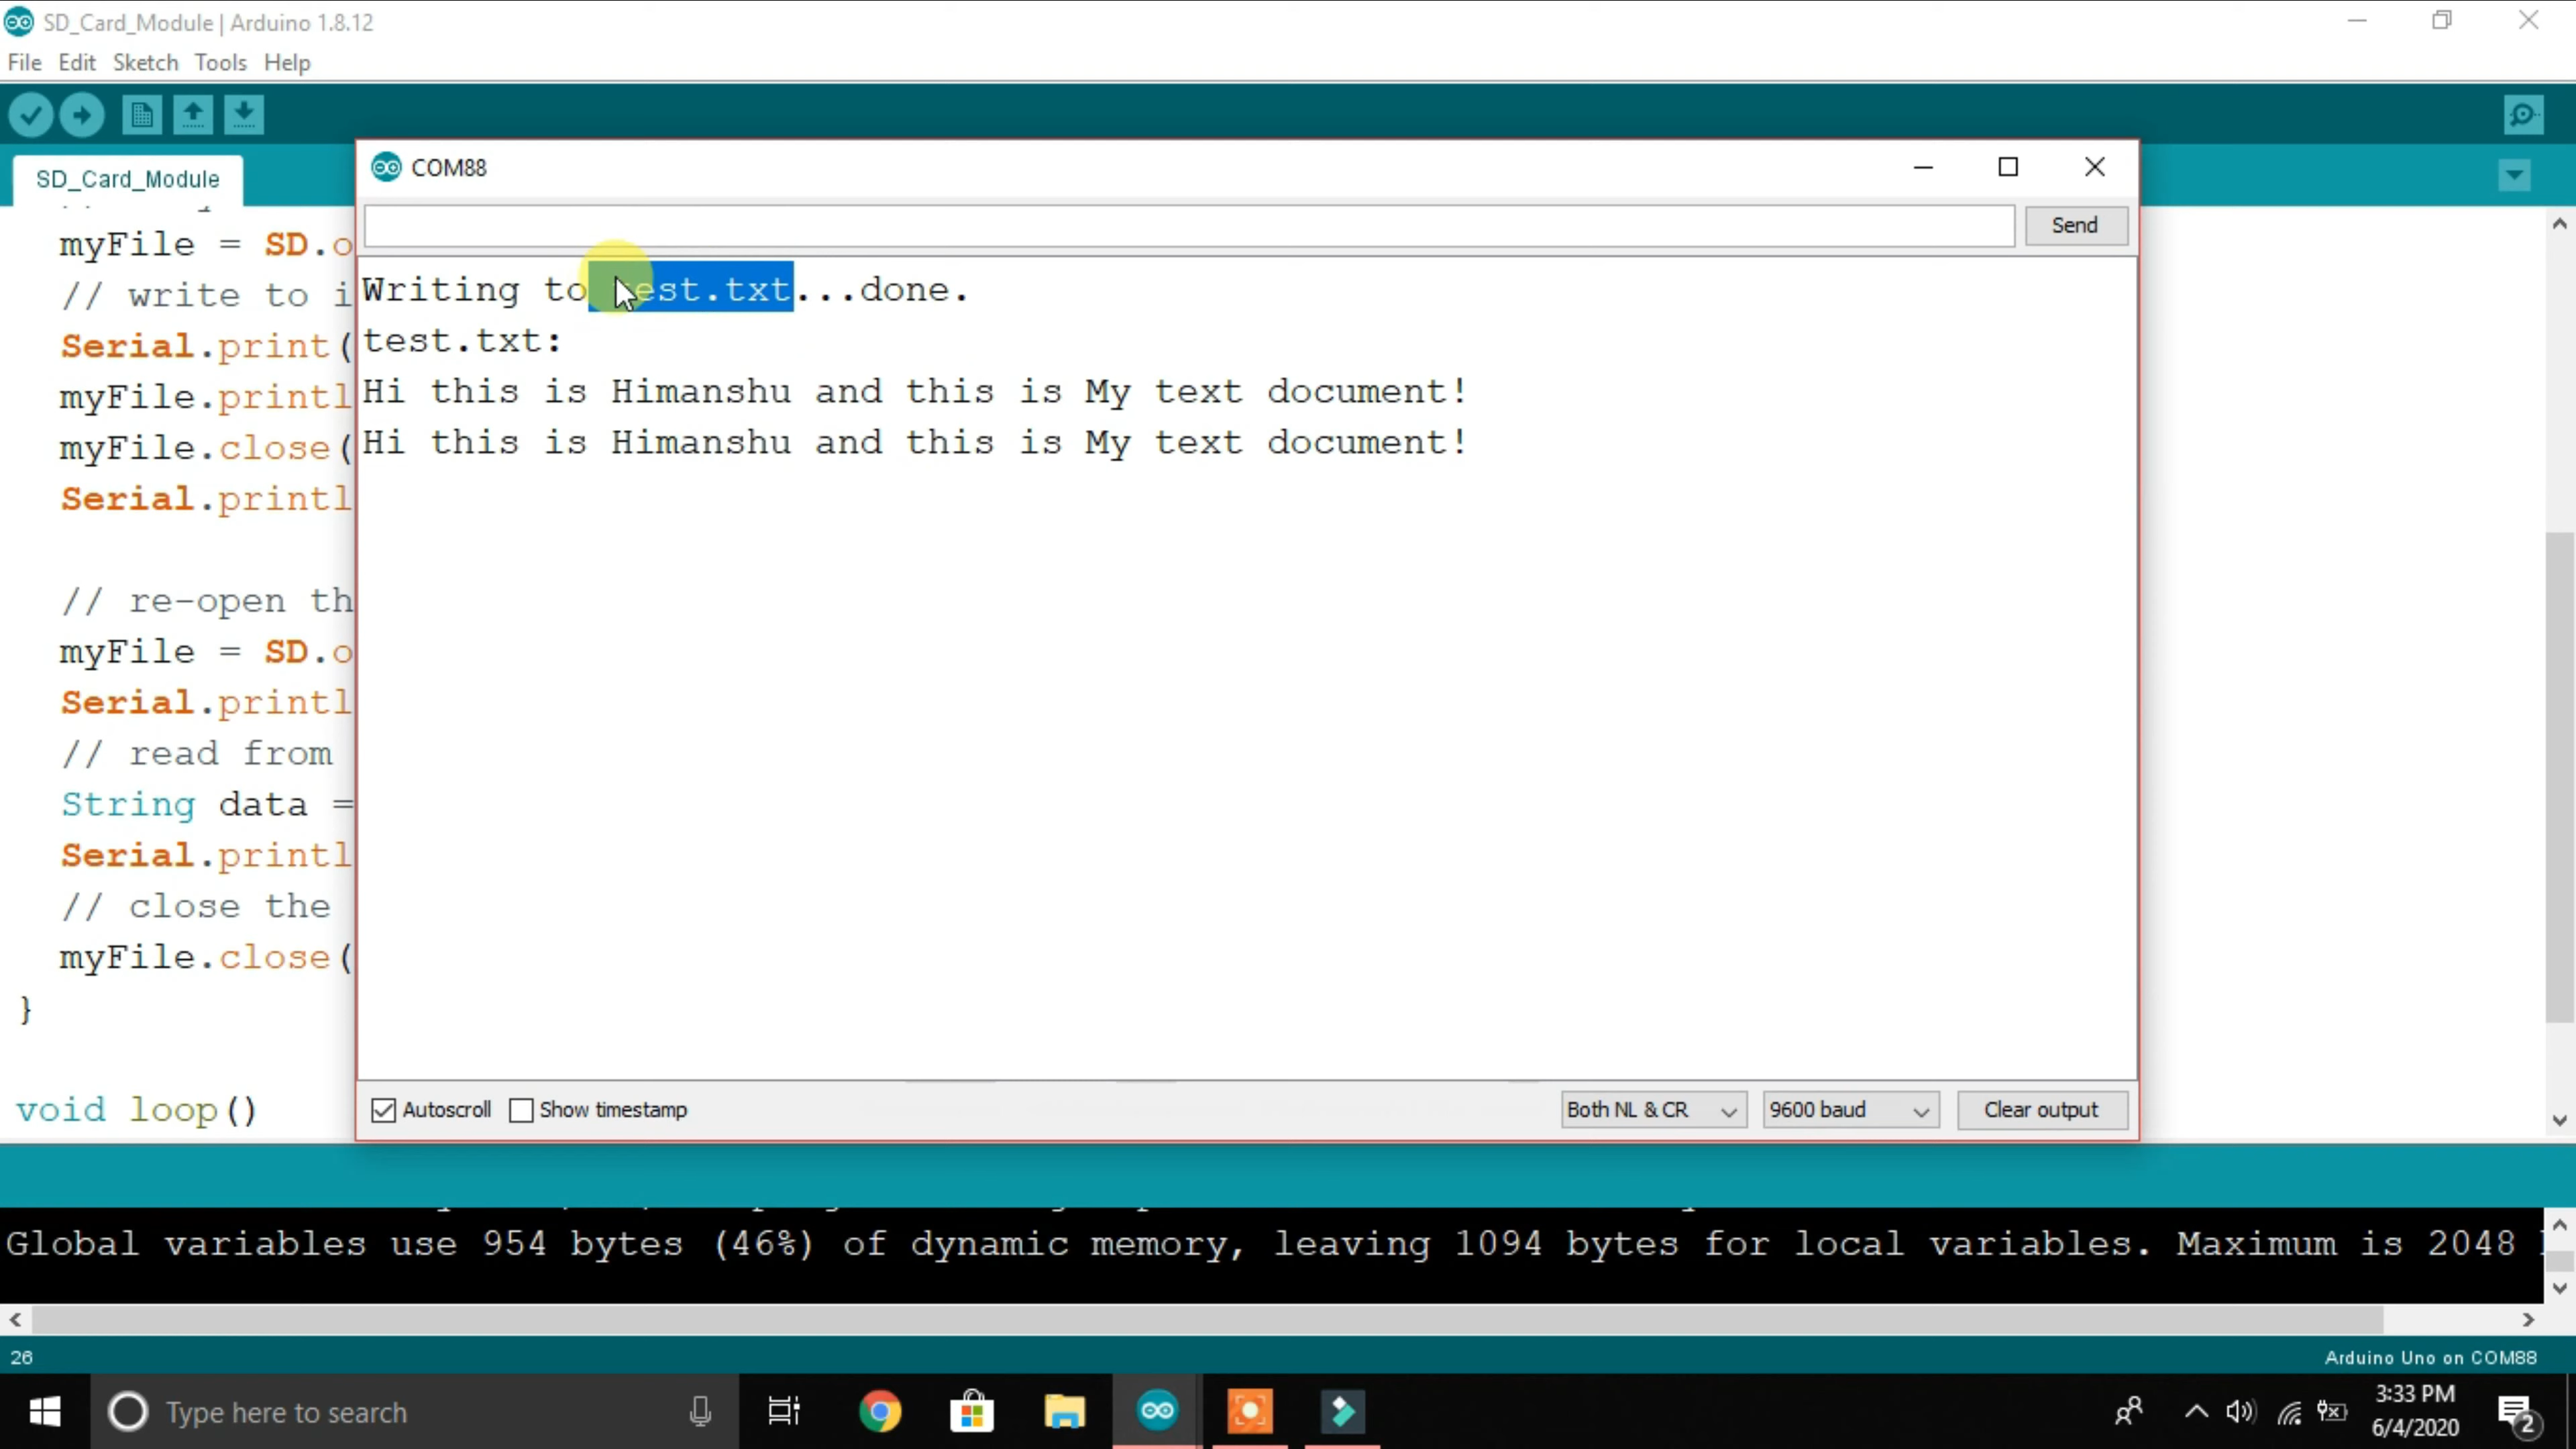 SD_Card_Module | Arduino 1.8.12
File Edit Sketch Tools Help
SD_Card_Module
COM88
Send
Writing to test.txt...done.
test.txt:
Hi this is Himanshu and this is My text document!
Hi this is Himanshu and this is My text document!
myFile = SD.o
// write to i
Serial.print(
myFile.printl
myFile.close(
Serial.printl
// re-open th
myFile = SD.o
Serial.printl
// read from
String data =
Serial.printl
// close the
myFile.close(
}
void loop()
Autoscroll Show timestamp Both NL & CR 9600 baud Clear output
Global variables use 954 bytes (46%) of dynamic memory, leaving 1094 bytes for local variables. Maximum is 2048
26
Arduino Uno on COM88
Type here to search
3:33 PM
6/4/2020
2